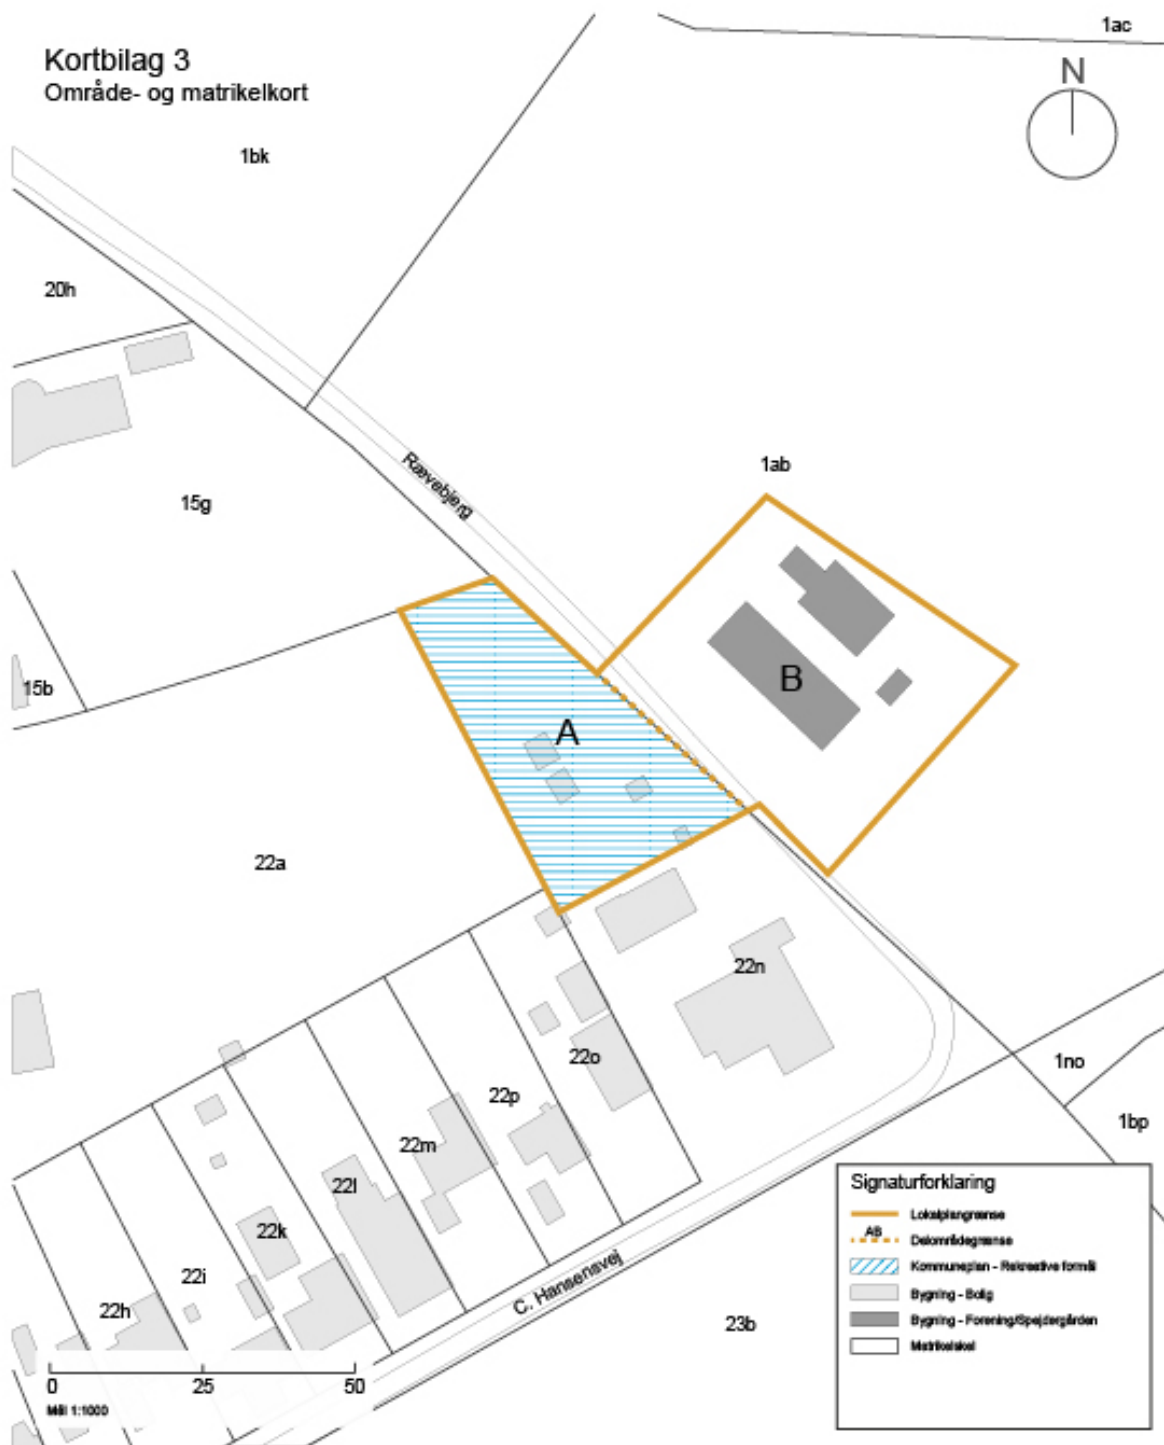 Kortbilag 3
Område- og matrikelkort
N
1ac
1bk
20h
15g
Rævebjerg
1ab
15b
A
B
22a
22n
22o
22p
22m
22l
22k
22i
22h
1no
1bp
23b
C. Hansensvej
0 25 50
Mål 1:1000
Signaturforklaring
Lokalplangrænse
AB
Delområdegrænse
Kommuneplan - Rekreative formål
Bygning - Bolig
Bygning - Forening/Spejdergården
Matrikelskel